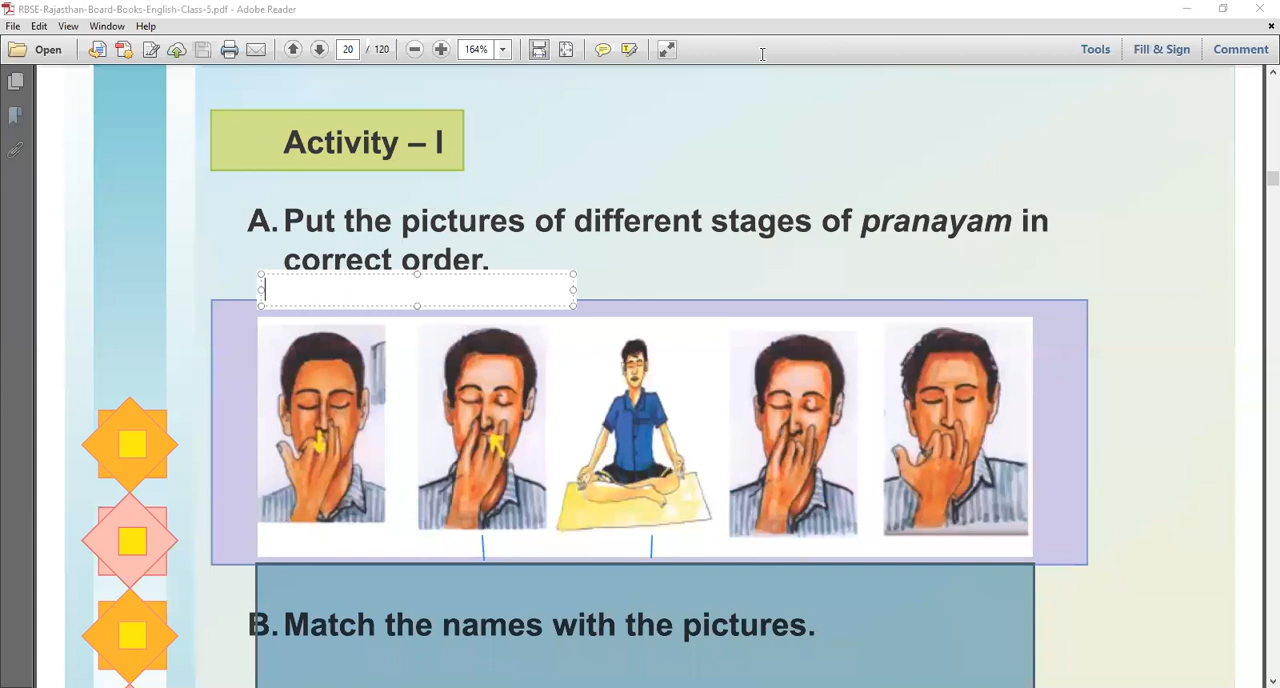 RBSE-Rajasthan-Board-Books-English-Class-5.pdf - Adobe Reader
File Edit View Window Help
Open 20 / 120 164% Tools Fill & Sign Comment
Activity – I
A. Put the pictures of different stages of pranayam in
correct order.
B. Match the names with the pictures.